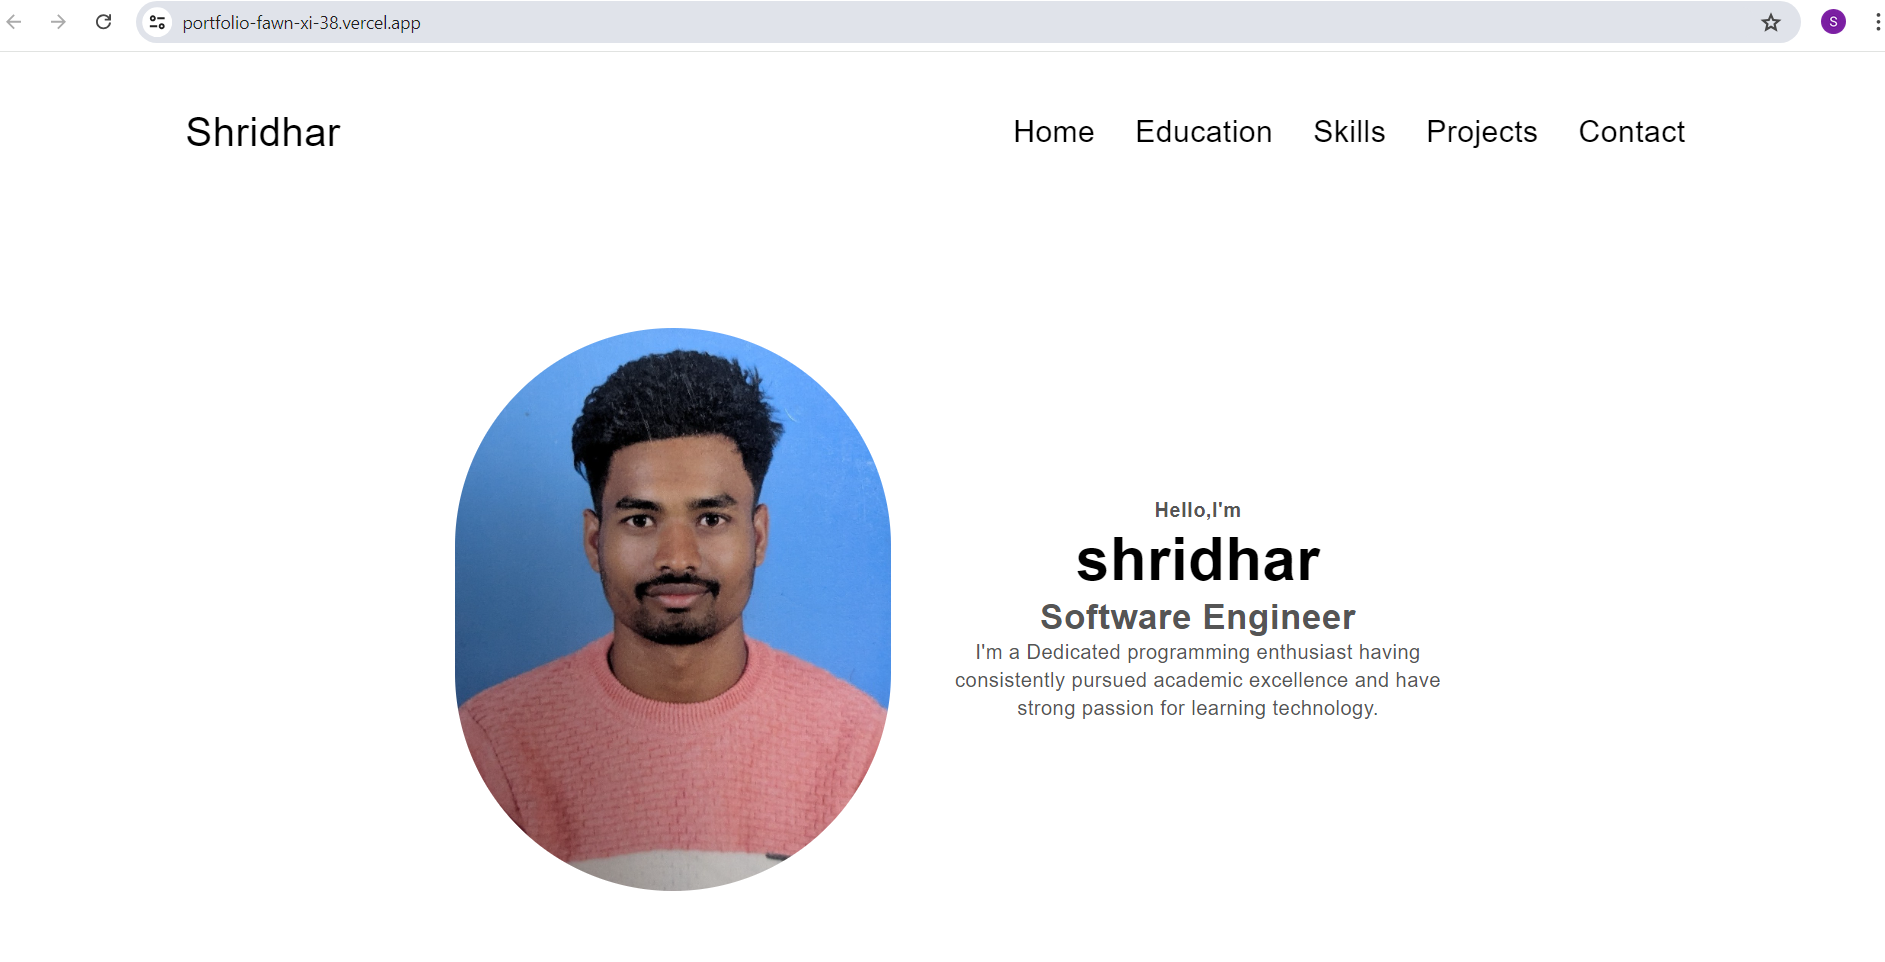 portfolio-fawn-xi-38.vercel.app
S
Shridhar
Home Education Skills Projects Contact
Hello,I'm
shridhar
Software Engineer
I'm a Dedicated programming enthusiast having
consistently pursued academic excellence and have
strong passion for learning technology.